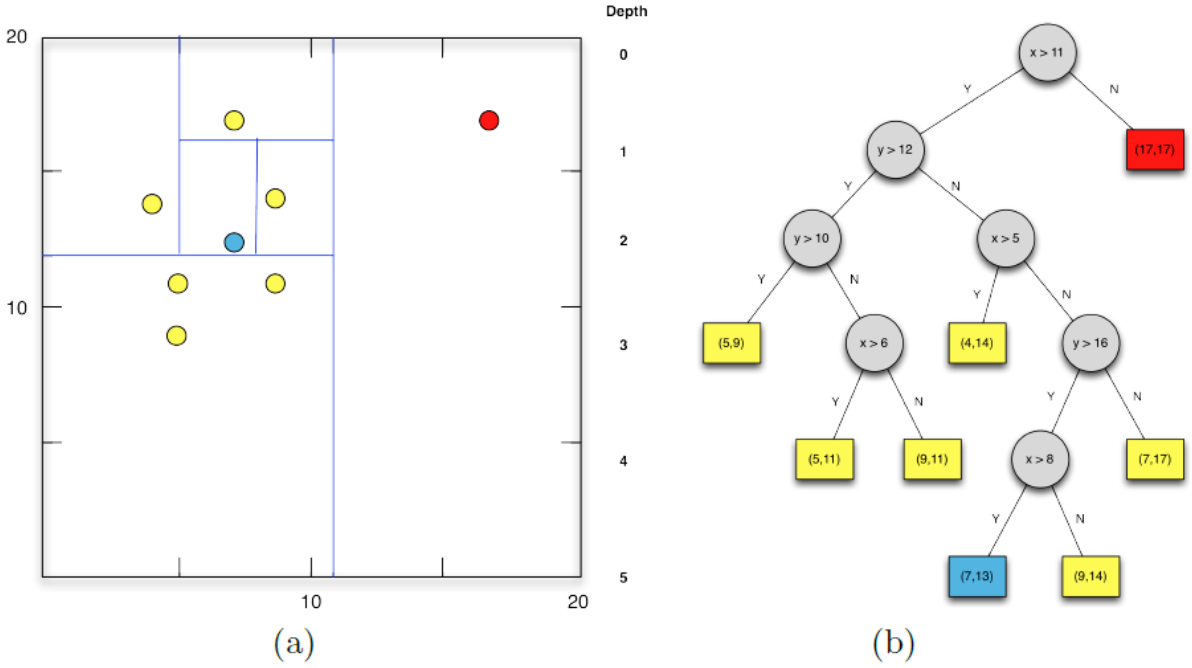 20
10
10
20
(a)
Depth
0
1
2
3
4
5
x > 11
Y
N
y > 12
(17,17)
Y
N
y > 10
x > 5
Y
N
Y
N
(5,9)
x > 6
(4,14)
y > 16
Y
N
Y
N
(5,11)
(9,11)
x > 8
(7,17)
Y
N
(7,13)
(9,14)
(b)